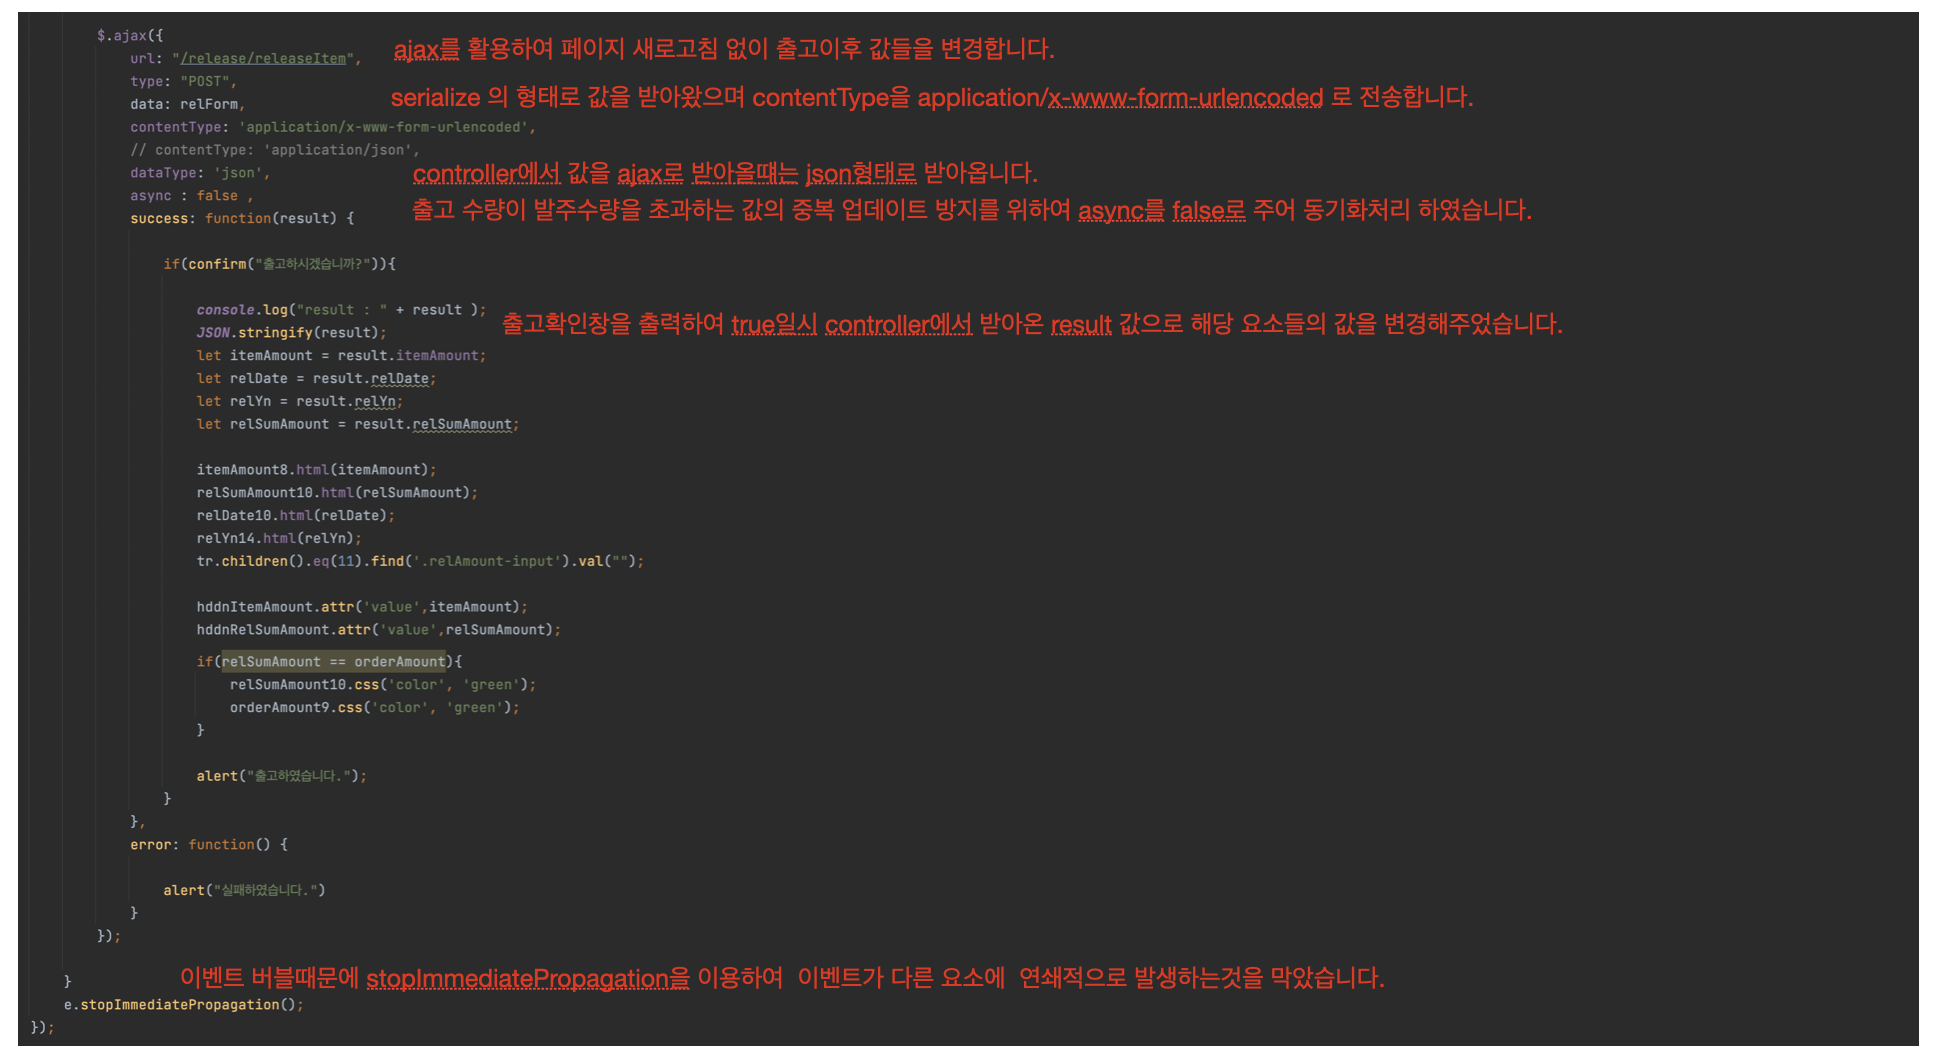 $.ajax({
ajax를 활용하여 페이지 새로고침 없이 출고이후 값들을 변경합니다.
url: "/release/releaseItem",
type: "POST",
data: relForm,
serialize 의 형태로 값을 받아왔으며 contentType을 application/x-www-form-urlencoded 로 전송합니다.
contentType: 'application/x-www-form-urlencoded',
// contentType: 'application/json',
dataType: 'json',
controller에서 값을 ajax로 받아올떄는 json형태로 받아옵니다.
async : false ,
출고 수량이 발주수량을 초과하는 값의 중복 업데이트 방지를 위하여 async를 false로 주어 동기화처리 하였습니다.
success: function(result) {
if(confirm("출고하시겠습니까?")){
console.log("result : " + result );
출고확인창을 출력하여 true일시 controller에서 받아온 result 값으로 해당 요소들의 값을 변경해주었습니다.
JSON.stringify(result);
let itemAmount = result.itemAmount;
let relDate = result.relDate;
let relYn = result.relYn;
let relSumAmount = result.relSumAmount;
itemAmount8.html(itemAmount);
relSumAmount10.html(relSumAmount);
relDate10.html(relDate);
relYn14.html(relYn);
tr.children().eq(11).find('.relAmount-input').val("");
hddnItemAmount.attr('value',itemAmount);
hddnRelSumAmount.attr('value',relSumAmount);
if(relSumAmount == orderAmount){
relSumAmount10.css('color', 'green');
orderAmount9.css('color', 'green');
}
alert("출고하였습니다.");
}
},
error: function() {
alert("실패하였습니다.")
}
});
}
이벤트 버블때문에 stopImmediatePropagation을 이용하여 이벤트가 다른 요소에 연쇄적으로 발생하는것을 막았습니다.
e.stopImmediatePropagation();
});